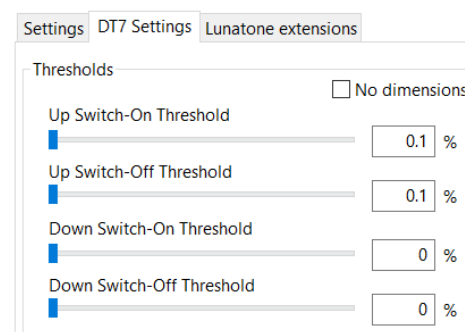 Settings DT7 Settings Lunatone extensions
Thresholds
No dimensions
Up Switch-On Threshold
0.1 %
Up Switch-Off Threshold
0.1 %
Down Switch-On Threshold
0 %
Down Switch-Off Threshold
0 %